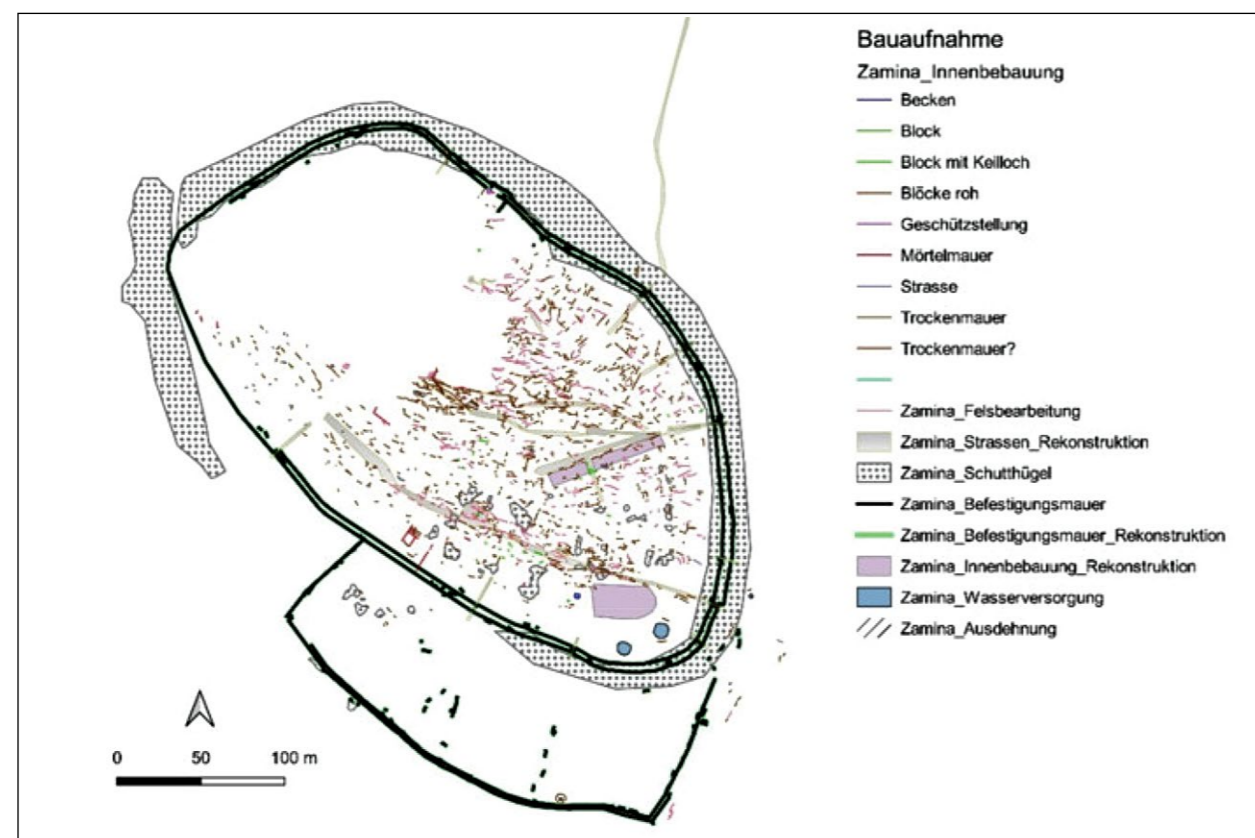 Bauaufnahme
Zamina_Innenbebauung
Becken
Block
Block mit Keilloch
Blöcke roh
Geschützstellung
Mörtelmauer
Strasse
Trockenmauer
Trockenmauer?
Zamina_Felsbearbeitung
Zamina_Strassen_Rekonstruktion
Zamina_Schutthügel
Zamina_Befestigungsmauer
Zamina_Befestigungsmauer_Rekonstruktion
Zamina_Innenbebauung_Rekonstruktion
Zamina_Wasserversorgung
Zamina_Ausdehnung
0 50 100 m